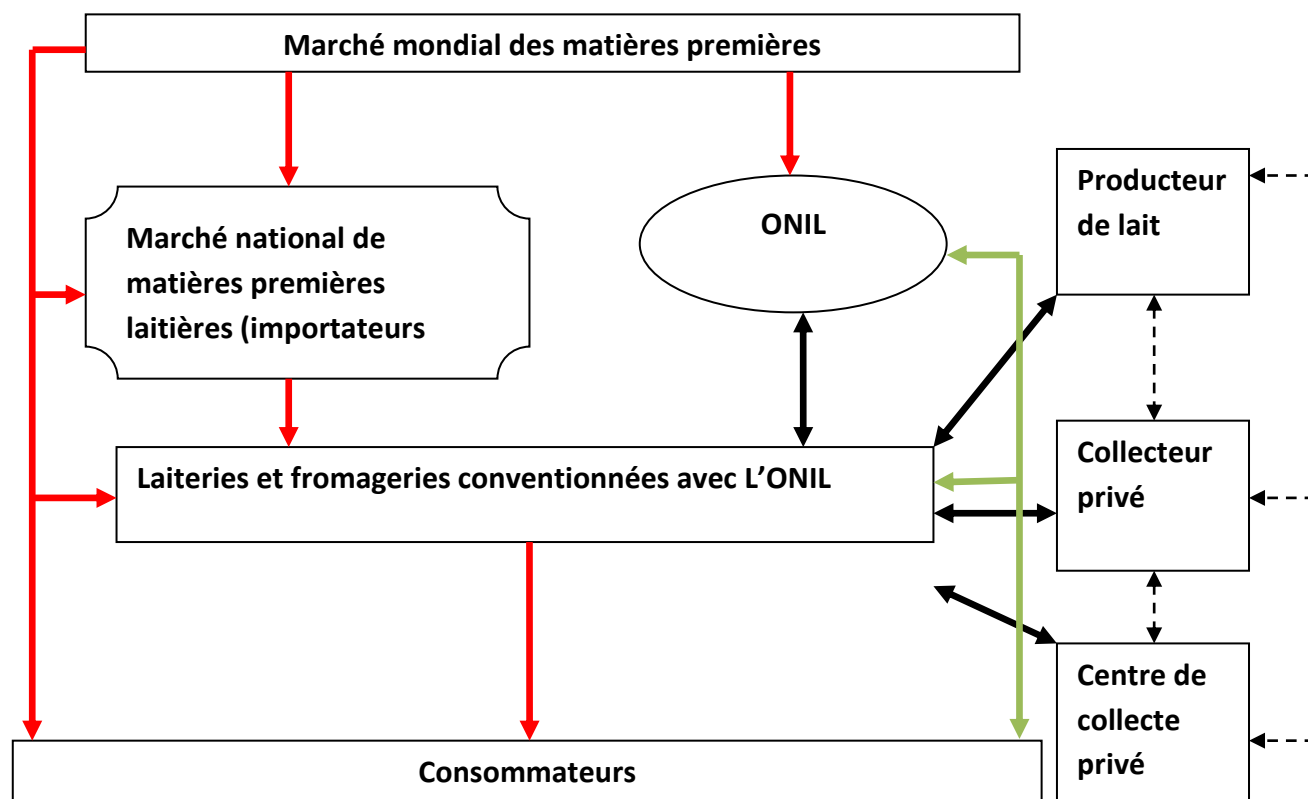 Marché mondial des matières premières
Marché national de
matières premières
laitières (importateurs
ONIL
Producteur
de lait
Laiteries et fromageries conventionnées avec L’ONIL
Collecteur
privé
Centre de
collecte
privé
Consommateurs